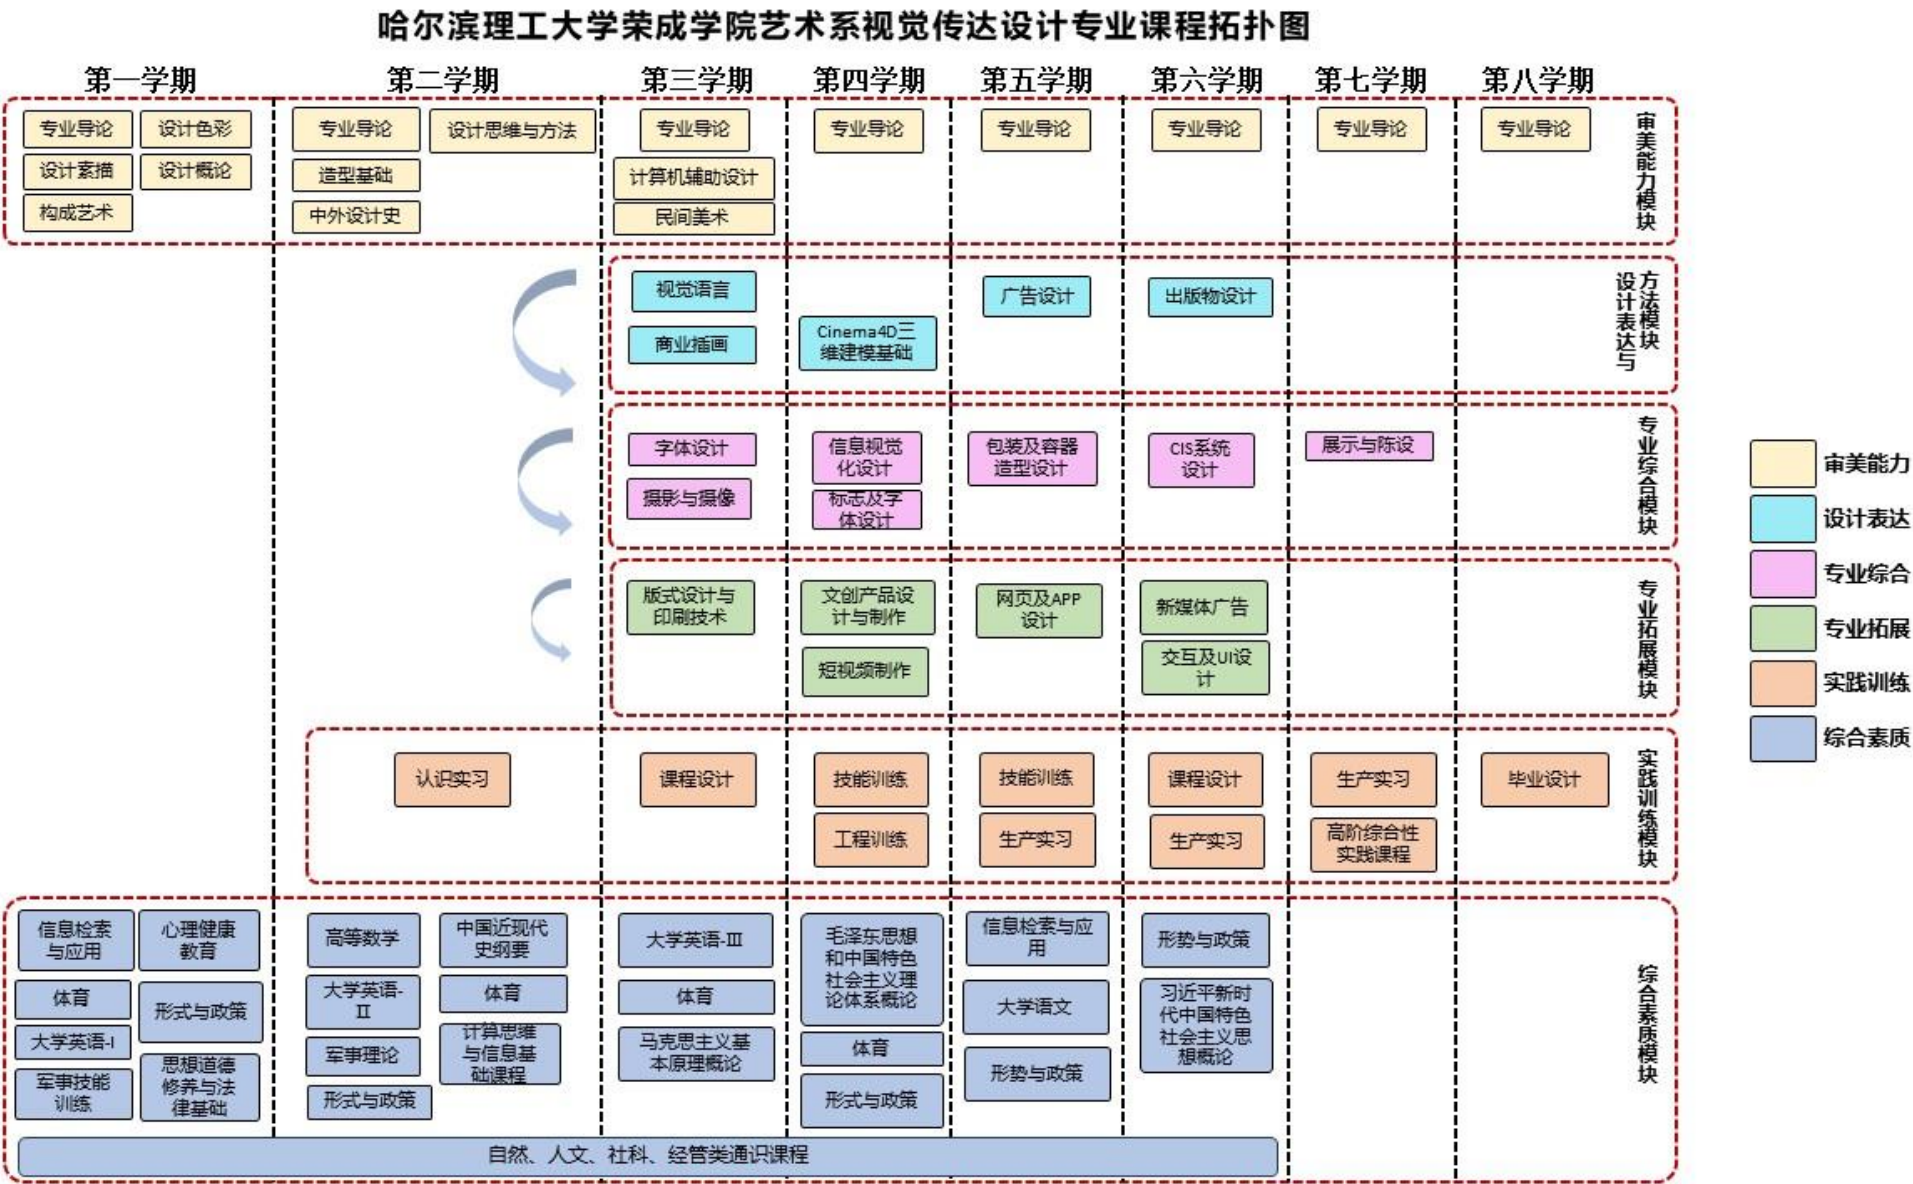 哈尔滨理工大学荣成学院艺术系视觉传达设计专业课程拓扑图
第一学期
第二学期
第三学期
第四学期
第五学期
第六学期
第七学期
第八学期
专业导论
设计色彩
设计素描
设计概论
构成艺术
专业导论
设计思维与方法
造型基础
中外设计史
专业导论
计算机辅助设计
民间美术
专业导论
专业导论
专业导论
专业导论
专业导论
审美能力模块
视觉语言
商业插画
Cinema4D三
维建模基础
广告设计
出版物设计
设计表达与
方法模块
字体设计
摄影与摄像
信息视觉
化设计
标志及字
体设计
包装及容器
造型设计
CIS系统
设计
展示与陈设
专业综合模块
版式设计与
印刷技术
文创产品设
计与制作
短视频制作
网页及APP
设计
新媒体广告
交互及UI设
计
专业拓展模块
认识实习
课程设计
技能训练
工程训练
技能训练
生产实习
课程设计
生产实习
生产实习
高阶综合性
实践课程
毕业设计
实践训练模块
信息检索
与应用
心理健康
教育
体育
形式与政策
大学英语-I
军事技能
训练
思想道德
修养与法
律基础
高等数学
中国近现代
史纲要
大学英语-
II
体育
军事理论
计算思维
与信息基
础课程
形式与政策
大学英语-III
体育
马克思主义基
本原理概论
毛泽东思想
和中国特色
社会主义理
论体系概论
体育
形式与政策
信息检索与应
用
大学语文
形势与政策
形势与政策
习近平新时
代中国特色
社会主义思
想概论
综合素质模块
自然、人文、社科、经管类通识课程
审美能力
设计表达
专业综合
专业拓展
实践训练
综合素质